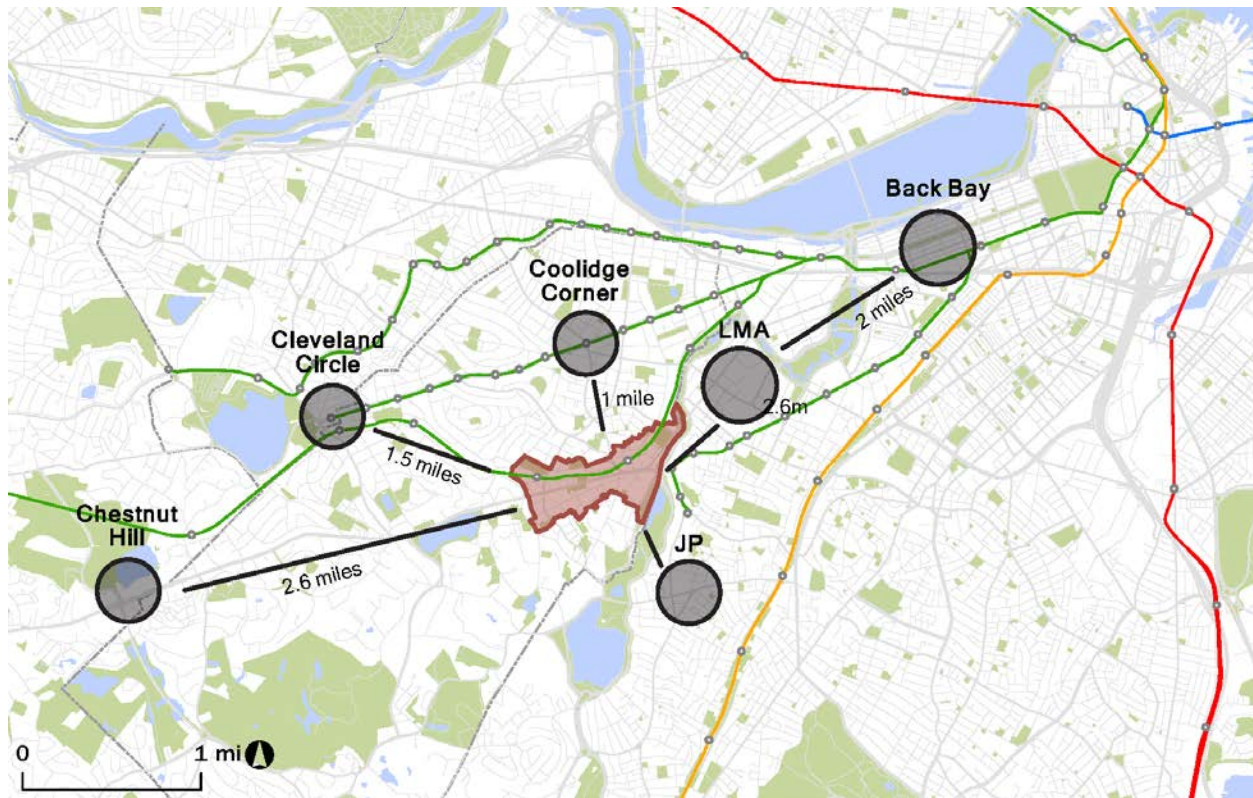 Back Bay
2 miles
Coolidge
Corner
LMA
Cleveland
Circle
1 mile
2.6m
1.5 miles
Chestnut
Hill
2.6 miles
JP
0 1 mi